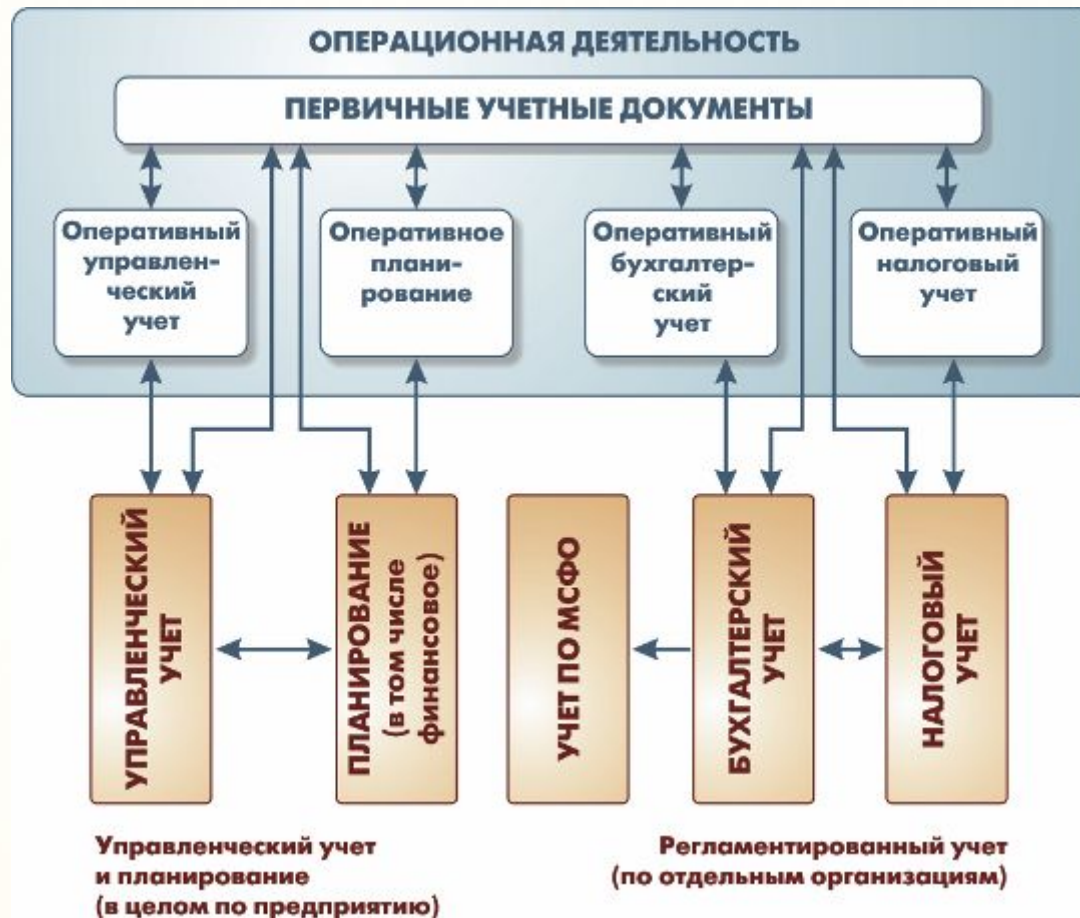 ОПЕРАЦИОННАЯ ДЕЯТЕЛЬНОСТЬ
ПЕРВИЧНЫЕ УЧЕТНЫЕ ДОКУМЕНТЫ
Оперативный
управлен-
ческий
учет
Оперативное
плани-
рование
Оперативный
бухгалтер-
ский
учет
Оперативный
налоговый
учет
УПРАВЛЕНЧЕСКИЙ
УЧЕТ
ПЛАНИРОВАНИЕ
(в том числе
финансовое)
УЧЕТ ПО МСФО
БУХГАЛТЕРСКИЙ
УЧЕТ
НАЛОГОВЫЙ
УЧЕТ
Управленческий учет
и планирование
(в целом по предприятию)
Регламентированный учет
(по отдельным организациям)